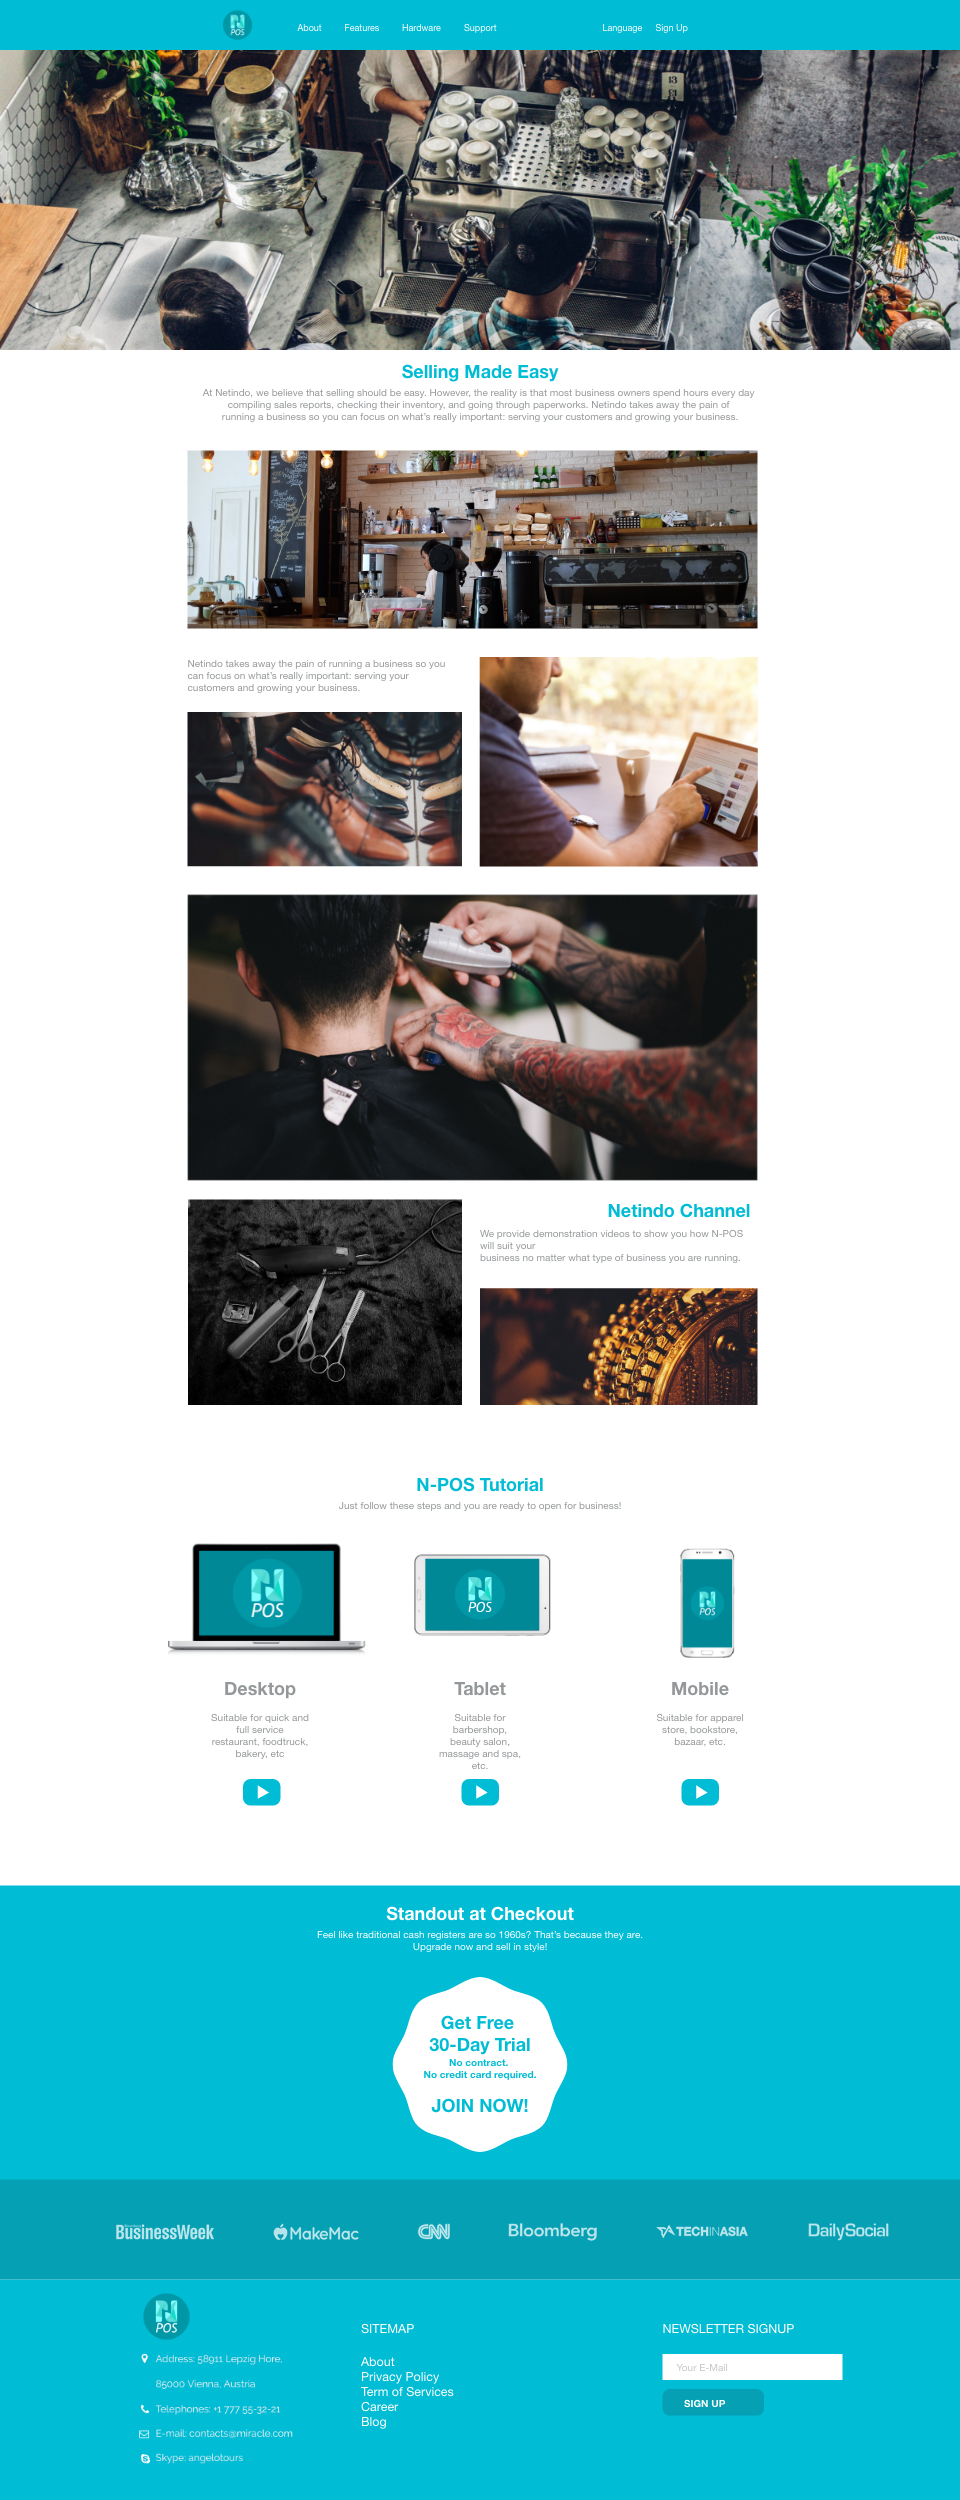 N
POS
About
Features
Hardware
Support
Language
Sign Up
Selling Made Easy
At Netindo, we believe that selling should be easy. However, the reality is that most business owners spend hours every day
compiling sales reports, checking their inventory, and going through paperworks. Netindo takes away the pain of
running a business so you can focus on what's really important: serving your customers and growing your business.
Netindo takes away the pain of running a business so you
can focus on what's really important: serving your
customers and growing your business.
Netindo Channel
We provide demonstration videos to show you how N-POS
will suit your
business no matter what type of business you are running.
N-POS Tutorial
Just follow these steps and you are ready to open for business!
N
POS
N
POS
N
POS
Desktop
Suitable for quick and
full service
restaurant, foodtruck,
bakery, etc
Tablet
Suitable for
barbershop,
beauty salon,
massage and spa,
etc.
Mobile
Suitable for apparel
store, bookstore,
bazaar, etc.
Standout at Checkout
Feel like traditional cash registers are so 1960s? That's because they are.
Upgrade now and sell in style!
Get Free
30-Day Trial
No contract.
No credit card required.
JOIN NOW!
BusinessWeek
MakeMac
CNN
Bloomberg
TECHINASIA
DailySocial
N
POS
Address: 58911 Lepzig Hore,
85000 Vienna, Austria
Telephones: +1 777 55-32-21
E-mail: contacts@miracle.com
Skype: angelotours
SITEMAP
About
Privacy Policy
Term of Services
Career
Blog
NEWSLETTER SIGNUP
Your E-Mail
SIGN UP